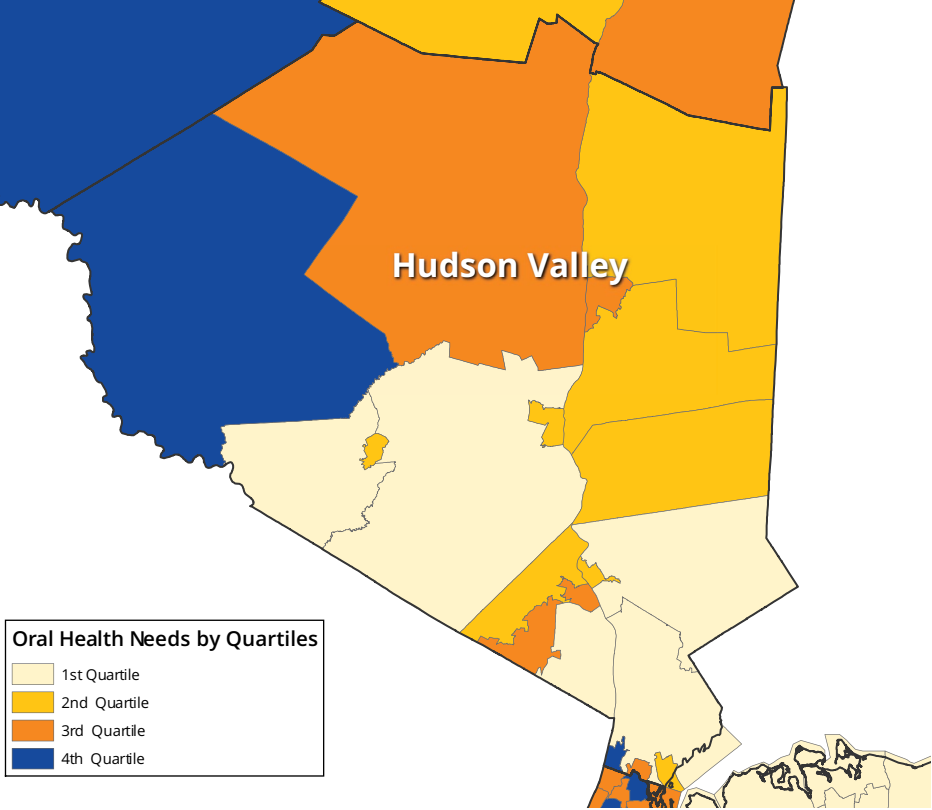 Hudson Valley
Oral Health Needs by Quartiles
1st Quartile
2nd Quartile
3rd Quartile
4th Quartile